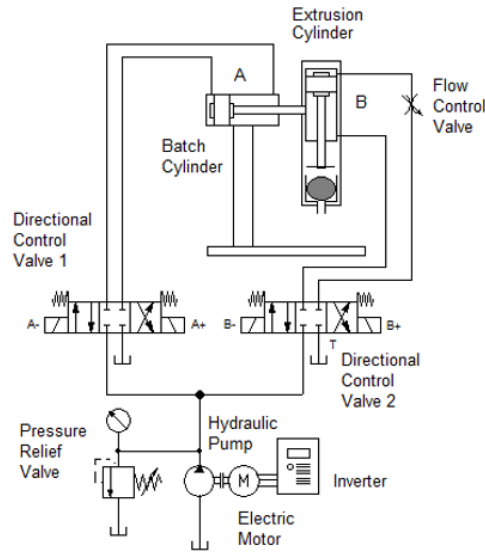 Extrusion
Cylinder
A
B
Flow
Control
Valve
Batch
Cylinder
Directional
Control
Valve 1
A-
A+
B-
B+
T
Directional
Control
Valve 2
Pressure
Relief
Valve
Hydraulic
Pump
M
Inverter
Electric
Motor